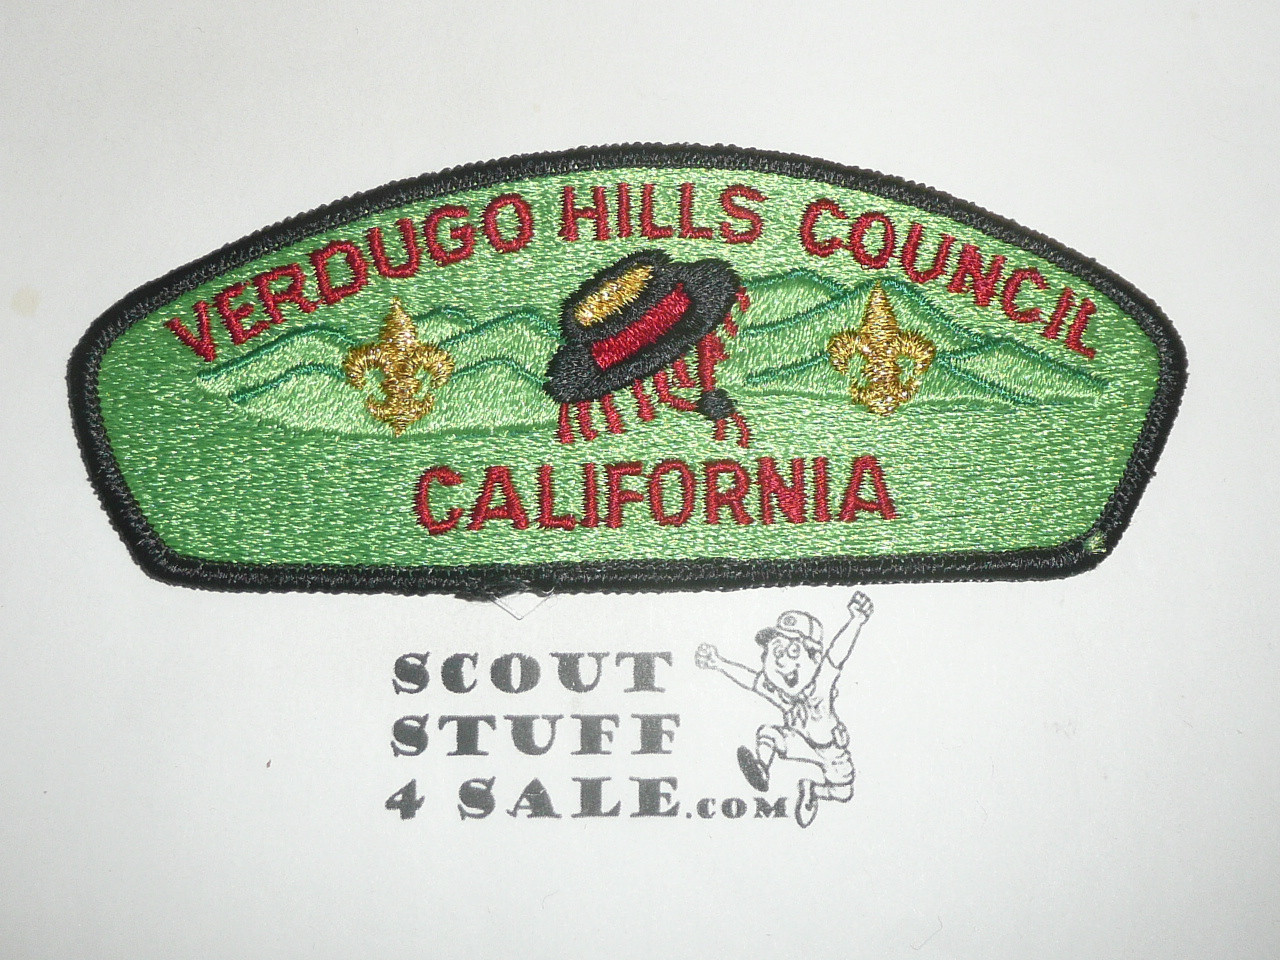 VERDUGO HILLS COUNCIL
CALIFORNIA
SCOUT
STUFF
4 SALE.COM